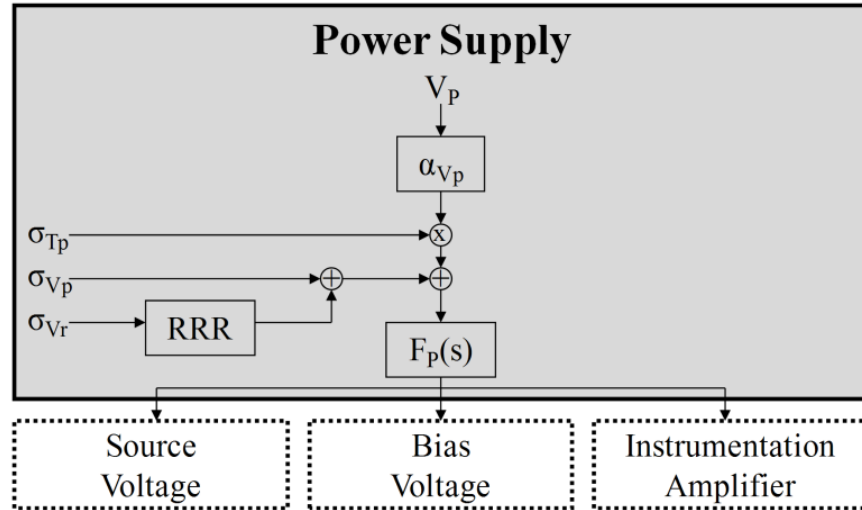 Power Supply
V_P
α_Vp
σ_Tp
x
σ_Vp
+
+
σ_Vr
RRR
F_P(s)
Source
Voltage
Bias
Voltage
Instrumentation
Amplifier